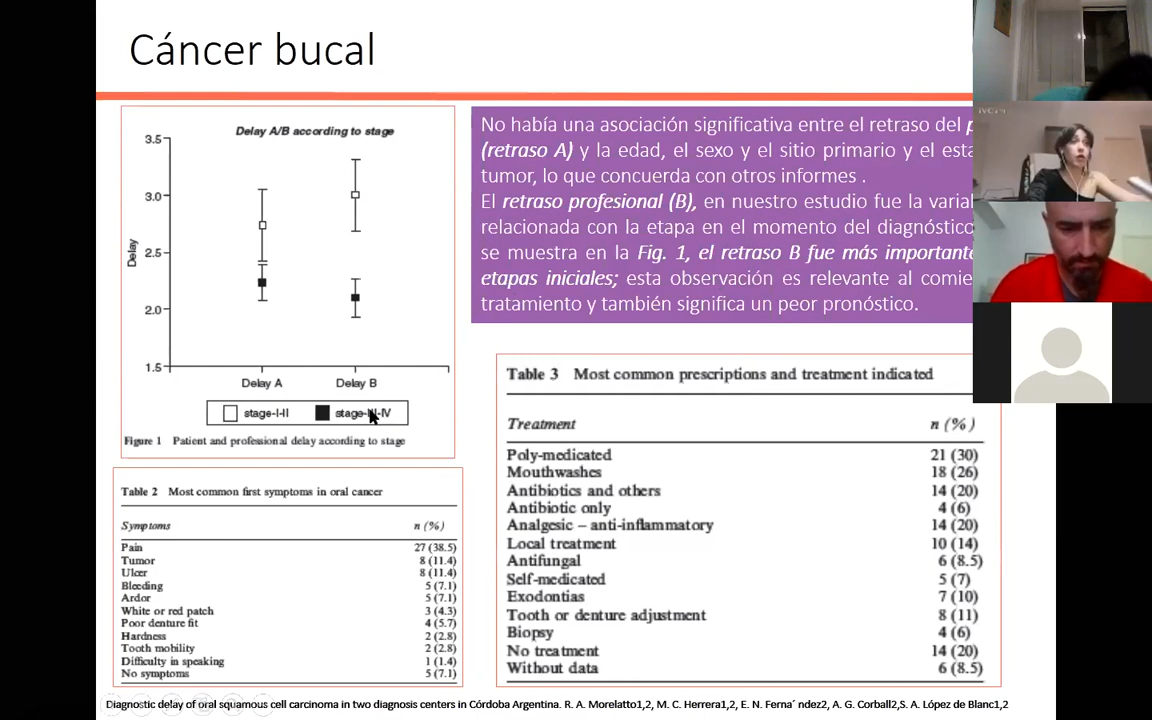 Cáncer bucal
Delay A/B according to stage
3.5
3.0
2.5
2.0
1.5
Delay
Delay A
Delay B
stage-I-II
stage-III-IV
Figure 1 Patient and professional delay according to stage
No había una asociación significativa entre el retraso del
(retraso A) y la edad, el sexo y el sitio primario y el
tumor, lo que concuerda con otros informes .
El retraso profesional (B), en nuestro estudio fue la
relacionada con la etapa en el momento del diagnóstico
se muestra en la Fig. 1, el retraso B fue más importante
etapas iniciales; esta observación es relevante al
tratamiento y también significa un peor pronóstico.
Table 2 Most common first symptoms in oral cancer
Symptoms n (%)
Pain 27 (38.5)
Tumor 8 (11.4)
Ulcer 8 (11.4)
Bleeding 5 (7.1)
Ardor 5 (7.1)
White or red patch 3 (4.3)
Poor denture fit 4 (5.7)
Hardness 2 (2.8)
Tooth mobility 2 (2.8)
Difficulty in speaking 1 (1.4)
No symptoms 5 (7.1)
Table 3 Most common prescriptions and treatment indicated
Treatment n (%)
Poly-medicated 21 (30)
Mouthwashes 18 (26)
Antibiotics and others 14 (20)
Antibiotic only 4 (6)
Analgesic – anti-inflammatory 14 (20)
Local treatment 10 (14)
Antifungal 6 (8.5)
Self-medicated 5 (7)
Exodontias 7 (10)
Tooth or denture adjustment 8 (11)
Biopsy 4 (6)
No treatment 14 (20)
Without data 6 (8.5)
Diagnostic delay of oral squamous cell carcinoma in two diagnosis centers in Córdoba Argentina. R. A. Morelatto1,2, M. C. Herrera1,2, E. N. Ferna´ ndez2, A. G. Corball2,S. A. López de Blanc1,2